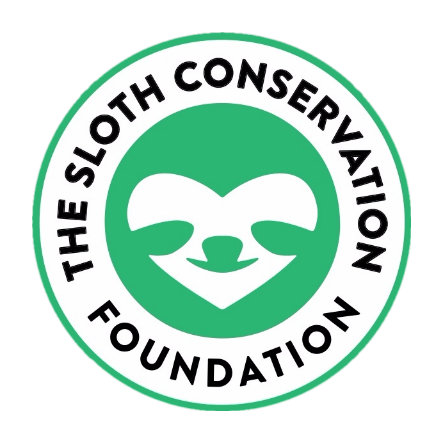 THE SLOTH CONSERVATION
FOUNDATION